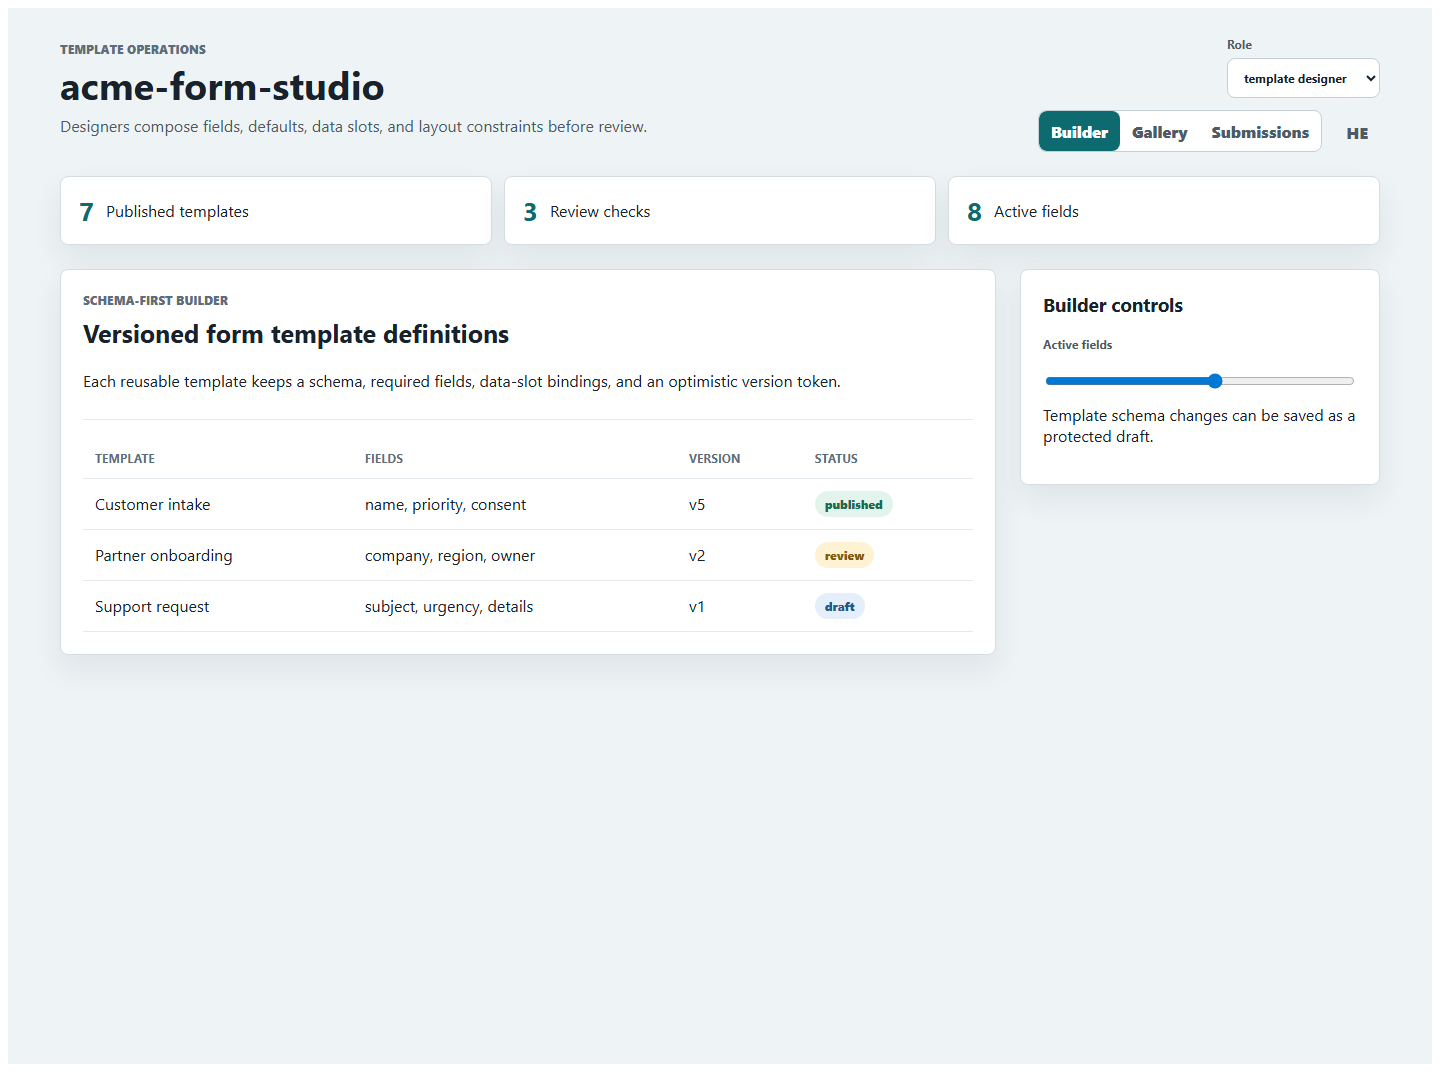 TEMPLATE OPERATIONS
acme-form-studio
Designers compose fields, defaults, data slots, and layout constraints before review.
Role
template designer
Builder Gallery Submissions HE
7 Published templates
3 Review checks
8 Active fields
SCHEMA-FIRST BUILDER
Versioned form template definitions
Each reusable template keeps a schema, required fields, data-slot bindings, and an optimistic version token.
TEMPLATE FIELDS VERSION STATUS
Customer intake name, priority, consent v5 published
Partner onboarding company, region, owner v2 review
Support request subject, urgency, details v1 draft
Builder controls
Active fields
Template schema changes can be saved as a
protected draft.